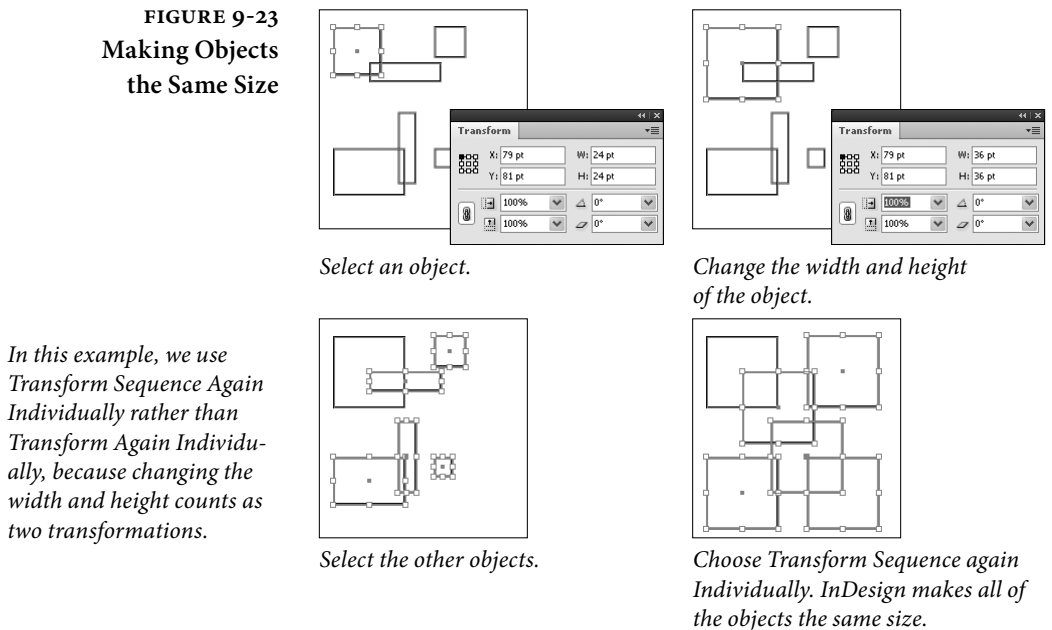 FIGURE 9-23
Making Objects
the Same Size
Transform
X: 79 pt W: 24 pt
Y: 81 pt H: 24 pt
100% 0°
100% 0°
Select an object.
Transform
X: 79 pt W: 36 pt
Y: 81 pt H: 36 pt
100% 0°
100% 0°
Change the width and height
of the object.
In this example, we use
Transform Sequence Again
Individually rather than
Transform Again Individu-
ally, because changing the
width and height counts as
two transformations.
Select the other objects.
Choose Transform Sequence again
Individually. InDesign makes all of
the objects the same size.